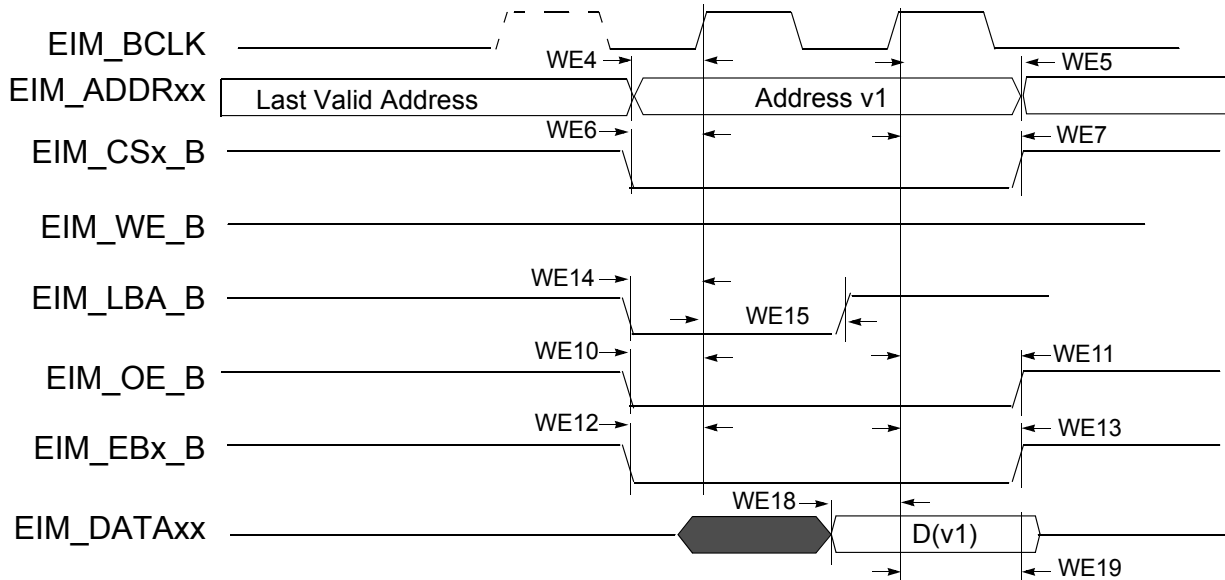 EIM_BCLK
WE4
WE5
EIM_ADDRxx
Last Valid Address
Address v1
WE6
WE7
EIM_CSx_B
EIM_WE_B
WE14
EIM_LBA_B
WE15
WE10
WE11
EIM_OE_B
WE12
WE13
EIM_EBx_B
WE18
EIM_DATAxx
D(v1)
WE19